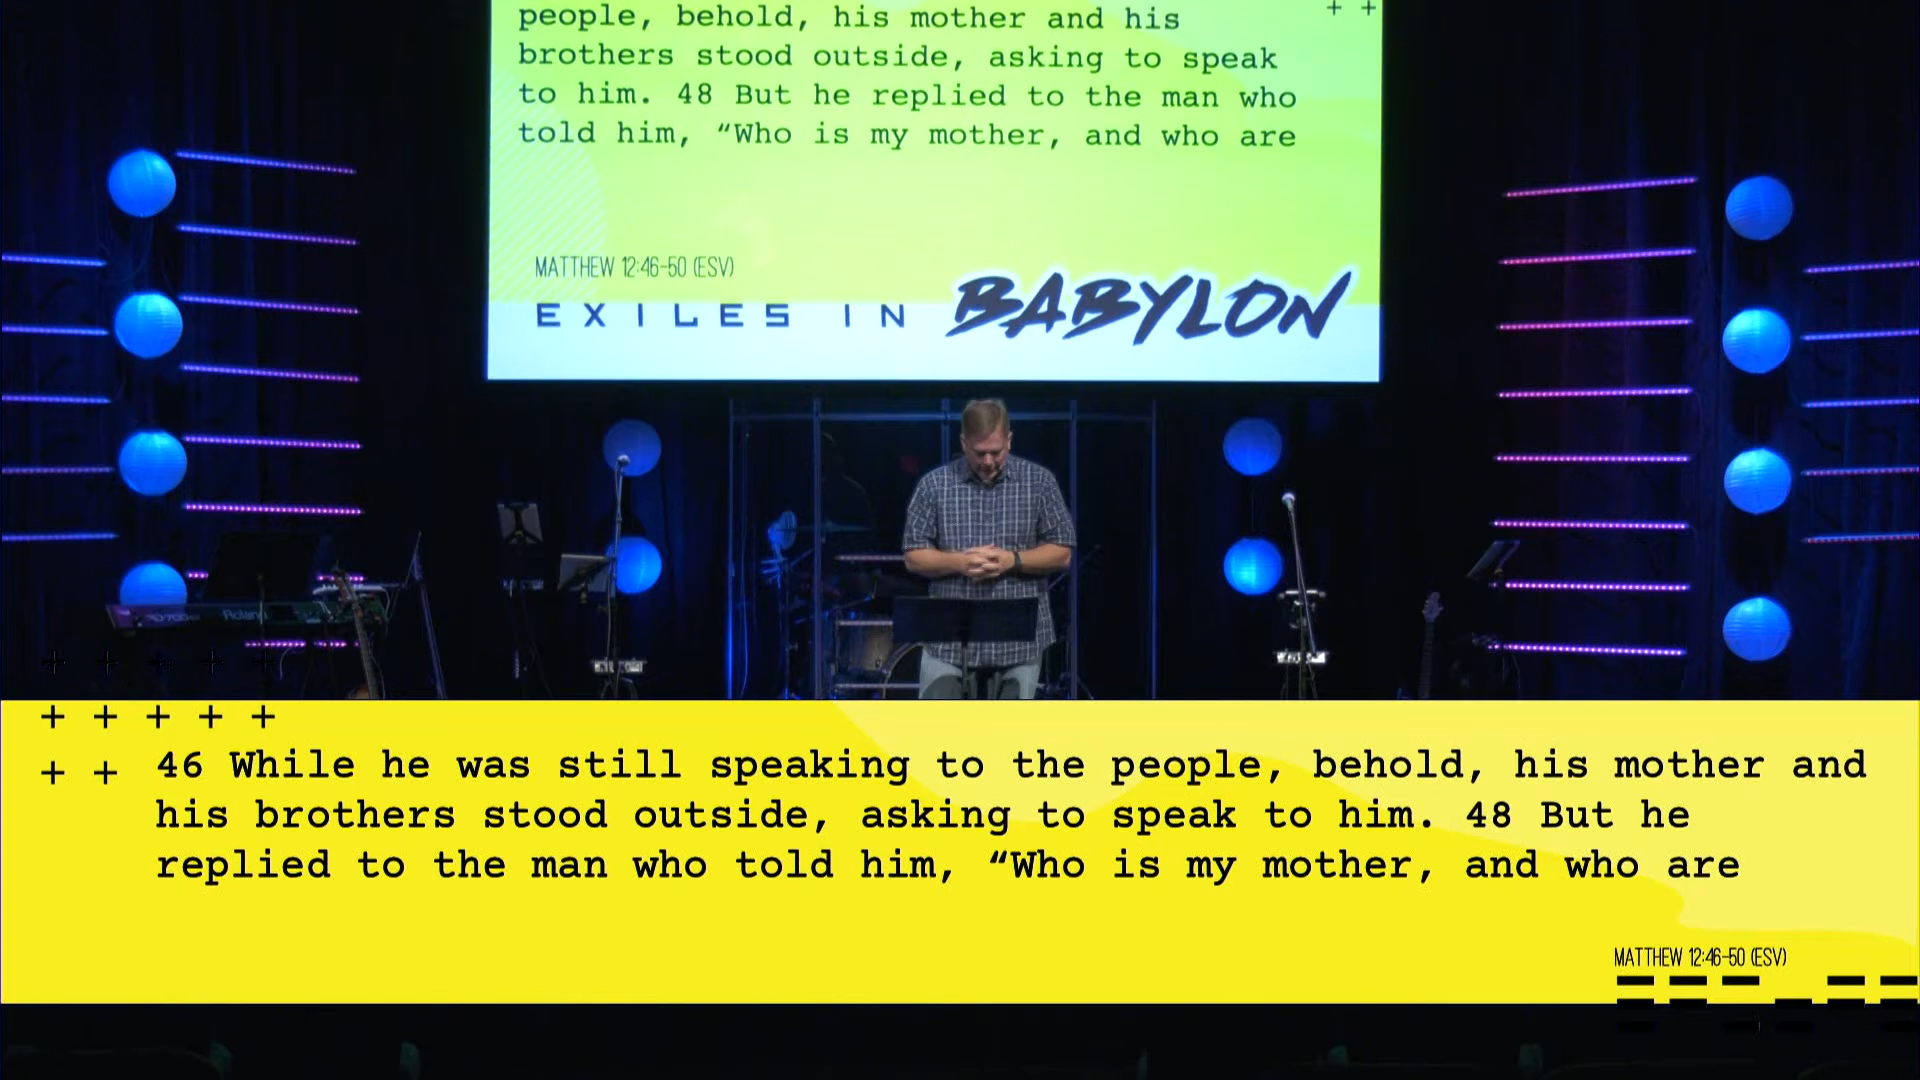 people, behold, his mother and his
brothers stood outside, asking to speak
to him. 48 But he replied to the man who
told him, “Who is my mother, and who are
MATTHEW 12:46-50 (ESV)
EXILES IN BABYLON
Roland
46 While he was still speaking to the people, behold, his mother and
his brothers stood outside, asking to speak to him. 48 But he
replied to the man who told him, “Who is my mother, and who are
MATTHEW 12:46-50 (ESV)